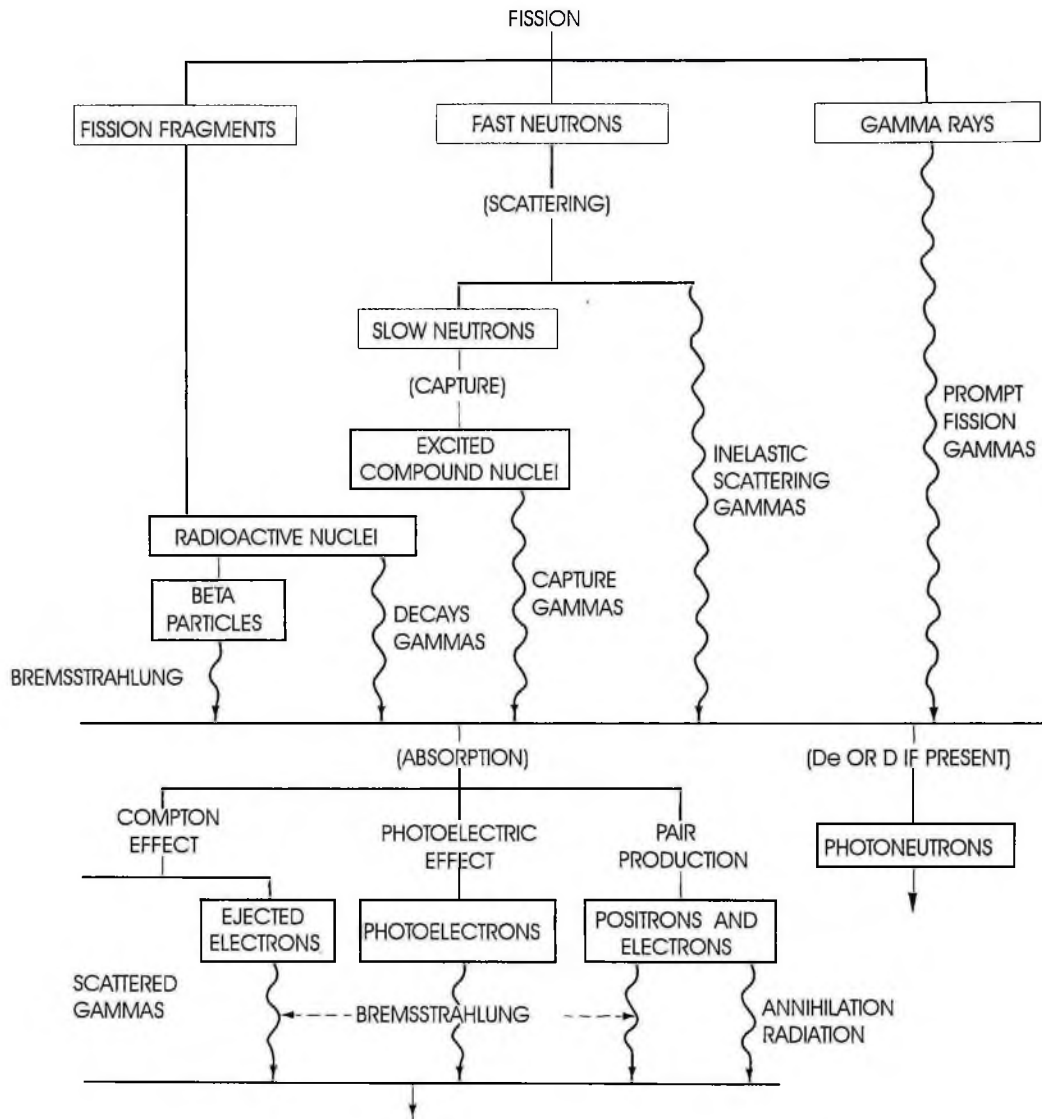 FISSION
FISSION FRAGMENTS
FAST NEUTRONS
GAMMA RAYS
(SCATTERING)
SLOW NEUTRONS
(CAPTURE)
EXCITED
COMPOUND NUCLEI
PROMPT
FISSION
GAMMAS
INELASTIC
SCATTERING
GAMMAS
RADIOACTIVE NUCLEI
BETA
PARTICLES
DECAYS
GAMMAS
CAPTURE
GAMMAS
BREMSSTRAHLUNG
(ABSORPTION)
(De OR D IF PRESENT)
COMPTON
EFFECT
PHOTOELECTRIC
EFFECT
PAIR
PRODUCTION
PHOTONEUTRONS
EJECTED
ELECTRONS
PHOTOELECTRONS
POSITRONS AND
ELECTRONS
SCATTERED
GAMMAS
BREMSSTRAHLUNG
ANNIHILATION
RADIATION